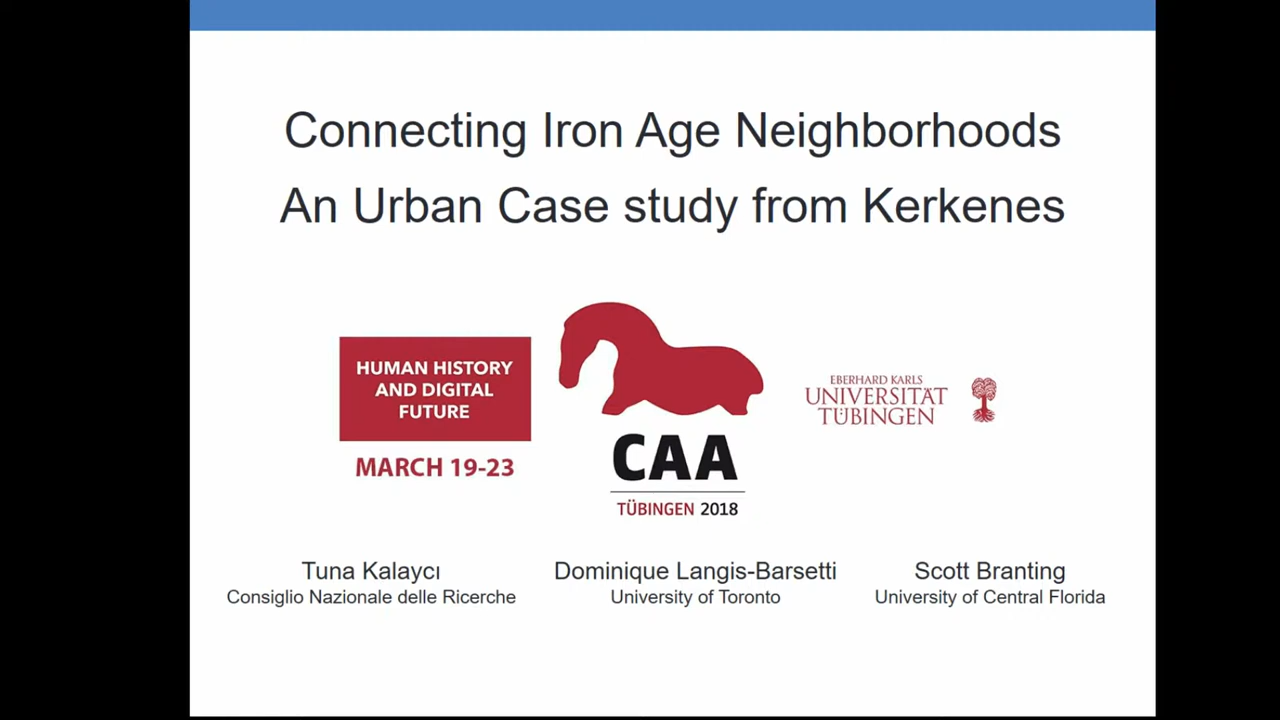 Connecting Iron Age Neighborhoods
An Urban Case study from Kerkenes
HUMAN HISTORY
AND DIGITAL
FUTURE
MARCH 19-23
CAA
TÜBINGEN 2018
EBERHARD KARLS
UNIVERSITÄT
TÜBINGEN
Tuna Kalaycı
Consiglio Nazionale delle Ricerche
Dominique Langis-Barsetti
University of Toronto
Scott Branting
University of Central Florida